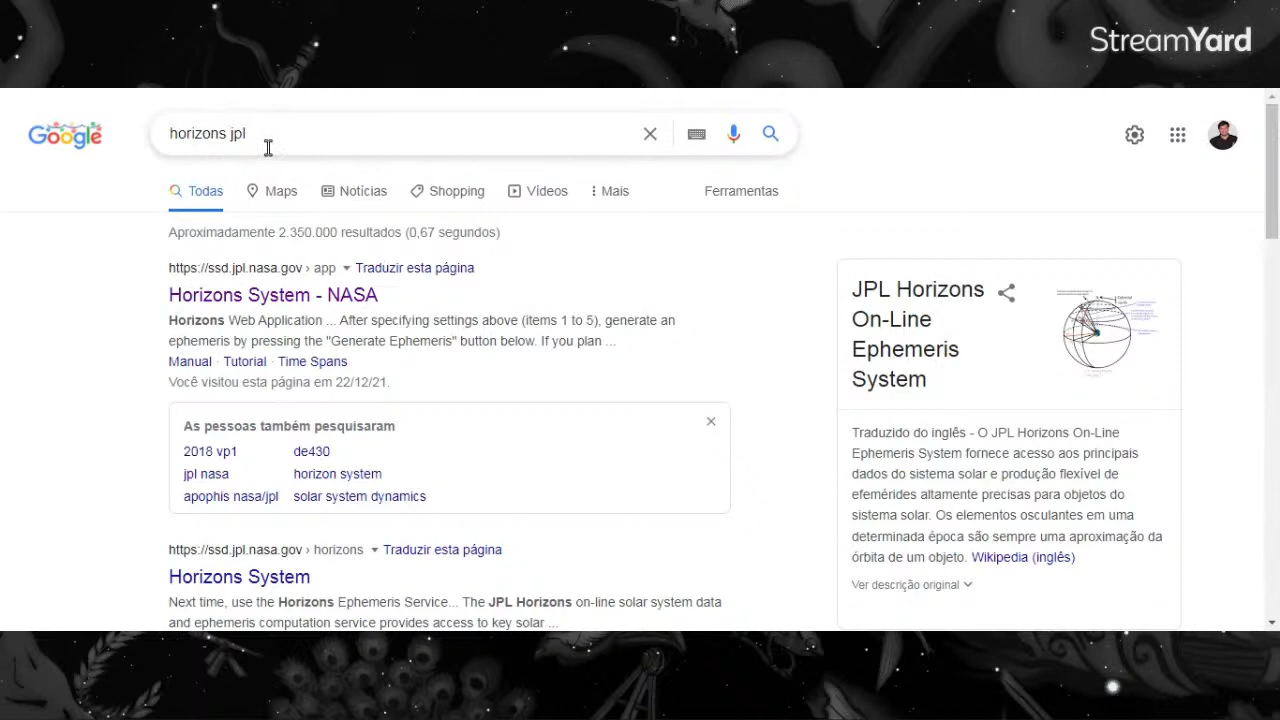 StreamYard
Google
horizons jpl
Todas
Maps
Notícias
Shopping
Vídeos
Mais
Ferramentas
Aproximadamente 2.350.000 resultados (0,67 segundos)
https://ssd.jpl.nasa.gov › app Traduzir esta página
Horizons System - NASA
Horizons Web Application ... After specifying settings above (items 1 to 5), generate an
ephemeris by pressing the "Generate Ephemeris" button below. If you plan ...
Manual · Tutorial · Time Spans
Você visitou esta página em 22/12/21.
As pessoas também pesquisaram
2018 vp1 de430
jpl nasa horizon system
apophis nasa/jpl solar system dynamics
https://ssd.jpl.nasa.gov › horizons Traduzir esta página
Horizons System
Next time, use the Horizons Ephemeris Service... The JPL Horizons on-line solar system data
and ephemeris computation service provides access to key solar ...
JPL Horizons
On-Line
Ephemeris
System
Traduzido do inglês - O JPL Horizons On-Line
Ephemeris System fornece acesso aos principais
dados do sistema solar e produção flexível de
efemérides altamente precisas para objetos do
sistema solar. Os elementos osculantes em uma
determinada época são sempre uma aproximação da
órbita de um objeto. Wikipedia (inglês)
Ver descrição original